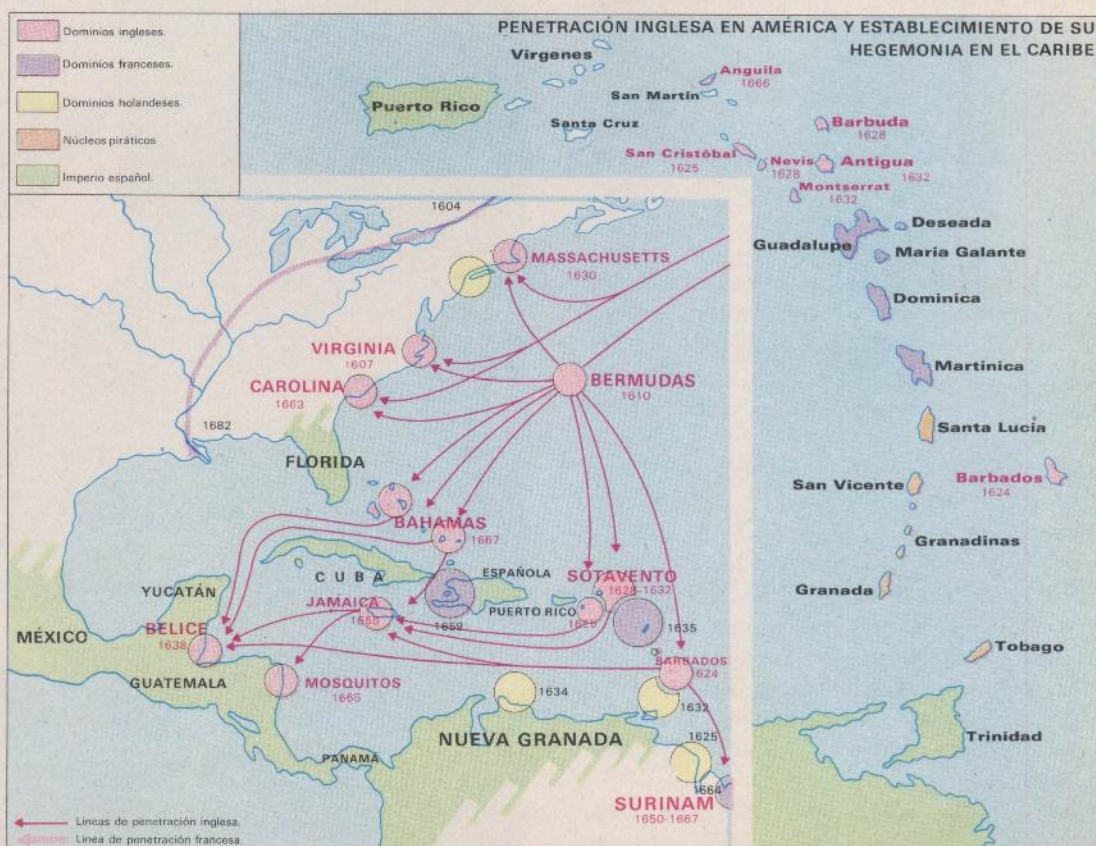 PENETRACIÓN INGLESA EN AMÉRICA Y ESTABLECIMIENTO DE SU
HEGEMONIA EN EL CARIBE
Dominios ingleses.
Dominios franceses.
Dominios holandeses.
Núcleos piráticos
Imperio español.
Vírgenes
Puerto Rico
Anguila
1666
San Martín
Santa Cruz
Barbuda
1628
San Cristóbal
1625
Nevis
1628
Antigua
1632
Montserrat
1632
Deseada
Guadalupe
María Galante
Dominica
Martinica
Santa Lucía
San Vicente
Barbados
1624
Granadinas
Granada
Tobago
Trinidad
1604
MASSACHUSETTS
1630
VIRGINIA
1607
CAROLINA
1663
BERMUDAS
1610
1682
FLORIDA
BAHAMAS
1667
CUBA
ESPAÑOLA
SOTAVENTO
1628-1632
YUCATÁN
JAMAICA
1655
1659
PUERTO RICO
1625
1635
MÉXICO
BELICE
1638
BARBADOS
1624
GUATEMALA
MOSQUITOS
1665
1634
1632
NUEVA GRANADA
1625
PANAMÁ
1664
SURINAM
1650-1667
Líneas de penetración inglesa.
Línea de penetración francesa.